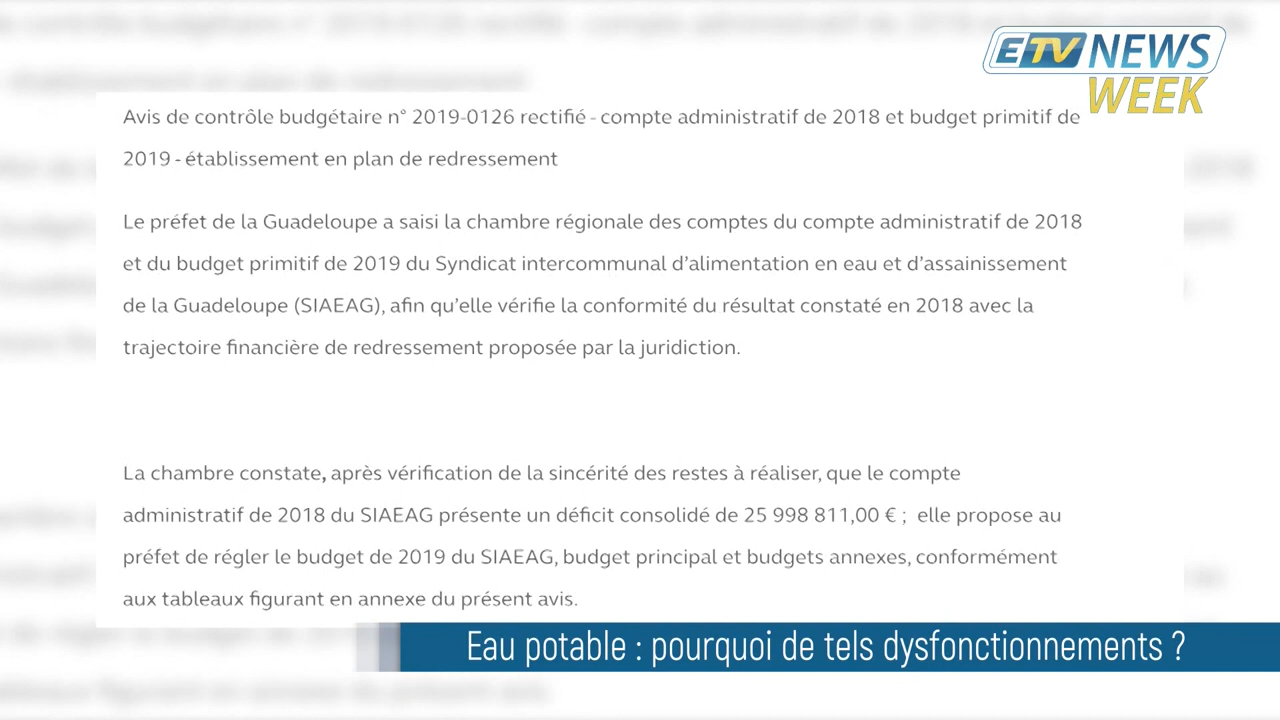 ETV NEWS
WEEK
Avis de contrôle budgétaire n° 2019-0126 rectifié - compte administratif de 2018 et budget primitif de
2019 - établissement en plan de redressement
Le préfet de la Guadeloupe a saisi la chambre régionale des comptes du compte administratif de 2018
et du budget primitif de 2019 du Syndicat intercommunal d’alimentation en eau et d’assainissement
de la Guadeloupe (SIAEAG), afin qu’elle vérifie la conformité du résultat constaté en 2018 avec la
trajectoire financière de redressement proposée par la juridiction.
La chambre constate, après vérification de la sincérité des restes à réaliser, que le compte
administratif de 2018 du SIAEAG présente un déficit consolidé de 25 998 811,00 € ; elle propose au
préfet de régler le budget de 2019 du SIAEAG, budget principal et budgets annexes, conformément
aux tableaux figurant en annexe du présent avis.
Eau potable : pourquoi de tels dysfonctionnements ?